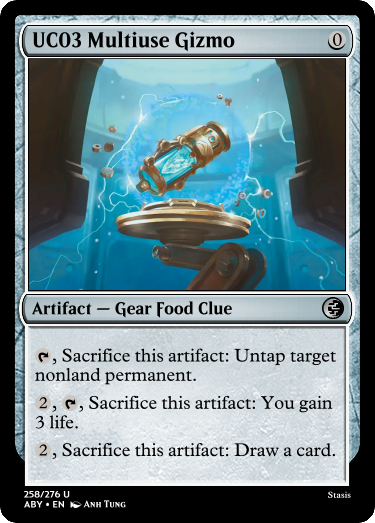 UC03 Multiuse Gizmo 0
Artifact — Gear Food Clue
, Sacrifice this artifact: Untap target
nonland permanent.
2, , Sacrifice this artifact: You gain
3 life.
2, Sacrifice this artifact: Draw a card.
258/276 U Stasis
ABY • EN Anh Tung